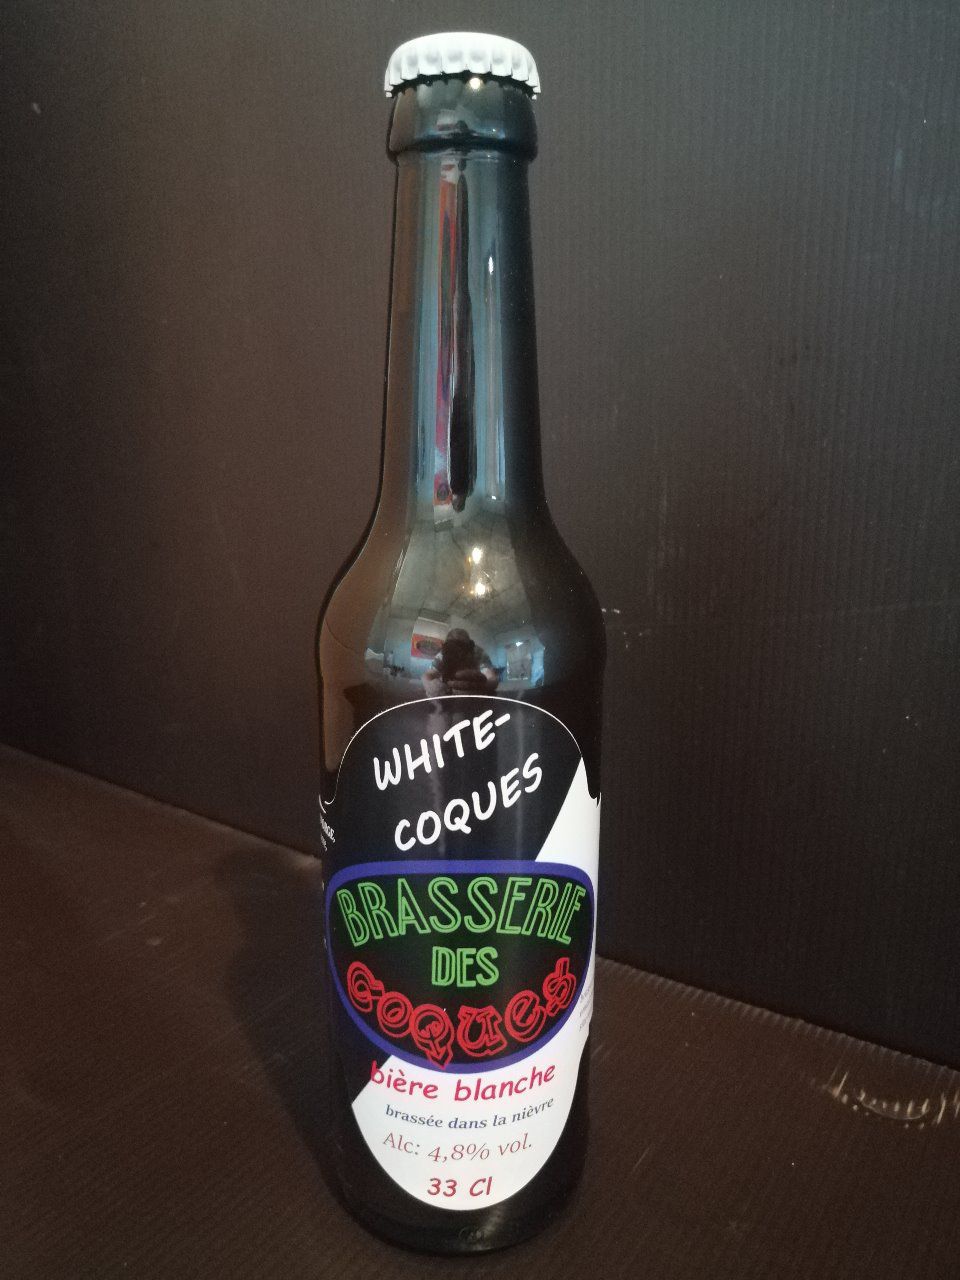 WHITE-
COQUES
BRASSERIE
DES
Coques
bière blanche
brassée dans la nièvre
Alc: 4,8% vol.
33 Cl